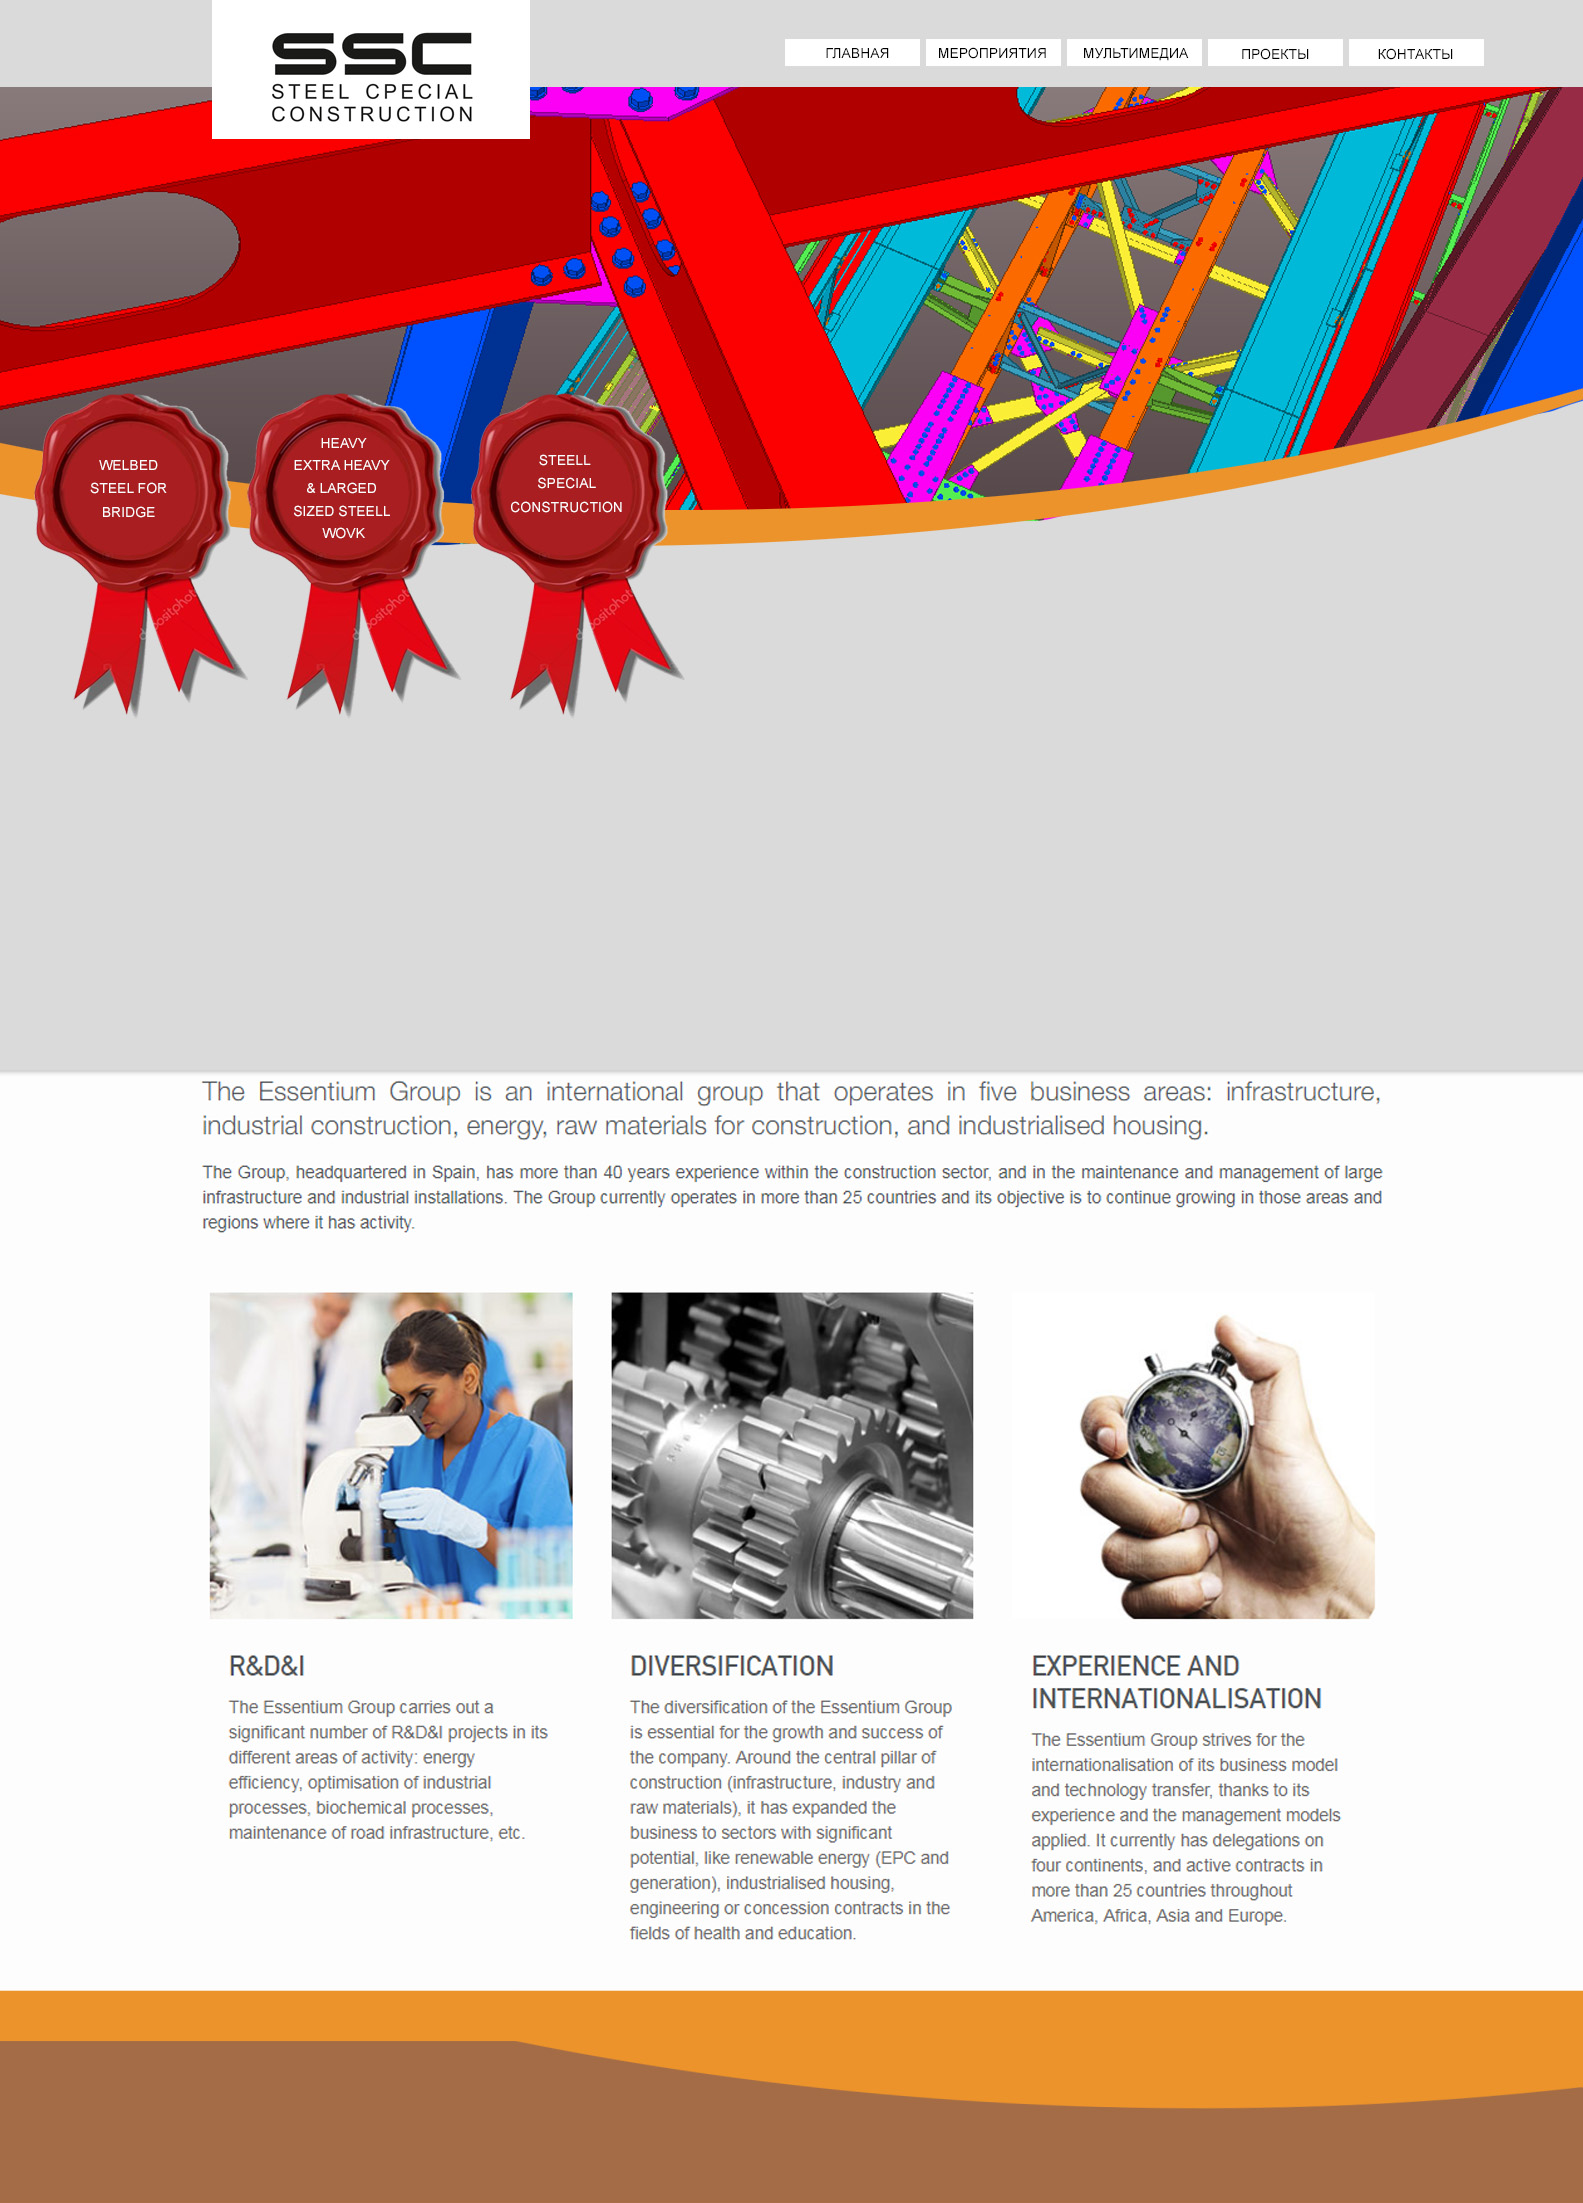 SSC
STEEL CPECIAL
CONSTRUCTION
ГЛАВНАЯ
МЕРОПРИЯТИЯ
МУЛЬТИМЕДИА
ПРОЕКТЫ
КОНТАКТЫ
WELBED
STEEL FOR
BRIDGE
HEAVY
EXTRA HEAVY
& LARGED
SIZED STEELL
WOVK
STEELL
SPECIAL
CONSTRUCTION
The Essentium Group is an international group that operates in five business areas: infrastructure,
industrial construction, energy, raw materials for construction, and industrialised housing.
The Group, headquartered in Spain, has more than 40 years experience within the construction sector, and in the maintenance and management of large
infrastructure and industrial installations. The Group currently operates in more than 25 countries and its objective is to continue growing in those areas and
regions where it has activity.
R&D&I
The Essentium Group carries out a
significant number of R&D&I projects in its
different areas of activity: energy
efficiency, optimisation of industrial
processes, biochemical processes,
maintenance of road infrastructure, etc.
DIVERSIFICATION
The diversification of the Essentium Group
is essential for the growth and success of
the company. Around the central pillar of
construction (infrastructure, industry and
raw materials), it has expanded the
business to sectors with significant
potential, like renewable energy (EPC and
generation), industrialised housing,
engineering or concession contracts in the
fields of health and education.
EXPERIENCE AND
INTERNATIONALISATION
The Essentium Group strives for the
internationalisation of its business model
and technology transfer, thanks to its
experience and the management models
applied. It currently has delegations on
four continents, and active contracts in
more than 25 countries throughout
America, Africa, Asia and Europe.